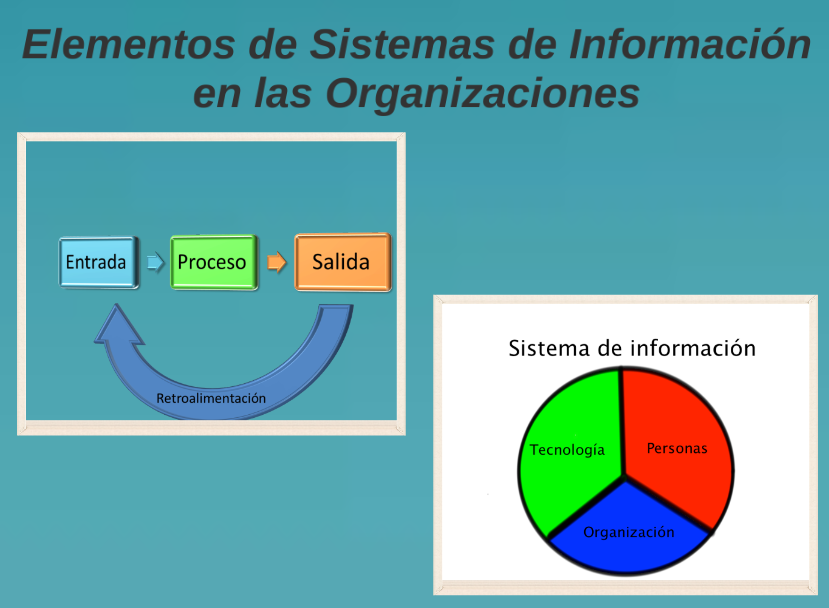 Elementos de Sistemas de Información
en las Organizaciones
Entrada
Proceso
Salida
Retroalimentación
Sistema de información
Tecnología
Personas
Organización